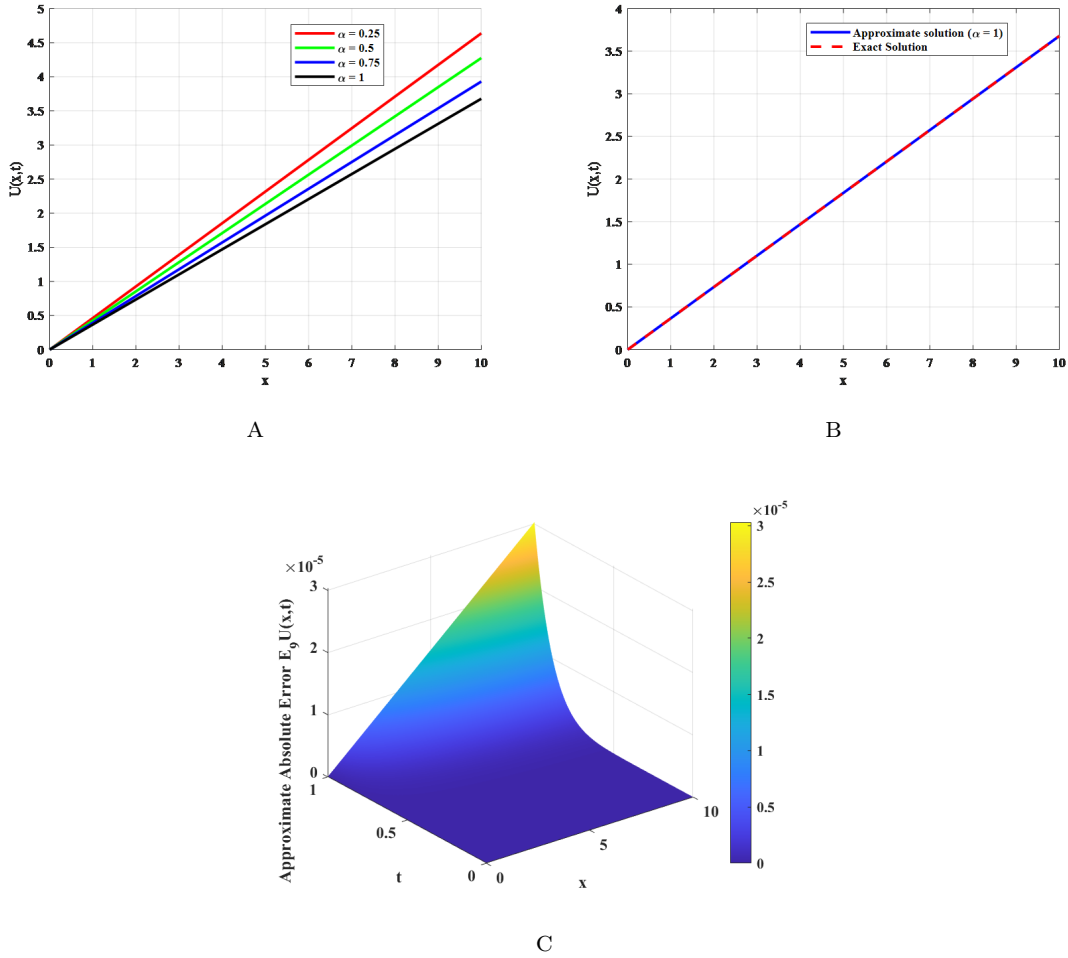 5
4.5
4
3.5
3
2.5
2
1.5
1
0.5
0
U(x,t)
α = 0.25
α = 0.5
α = 0.75
α = 1
0 1 2 3 4 5 6 7 8 9 10
x
A
4
3.5
3
2.5
2
1.5
1
0.5
0
U(x,t)
Approximate solution (α = 1)
Exact Solution
0 1 2 3 4 5 6 7 8 9 10
x
B
×10⁻⁵
3
2
1
0
Approximate Absolute Error E₉U(x,t)
1
0.5
0
t
0
5
10
x
×10⁻⁵
3
2.5
2
1.5
1
0.5
0
C